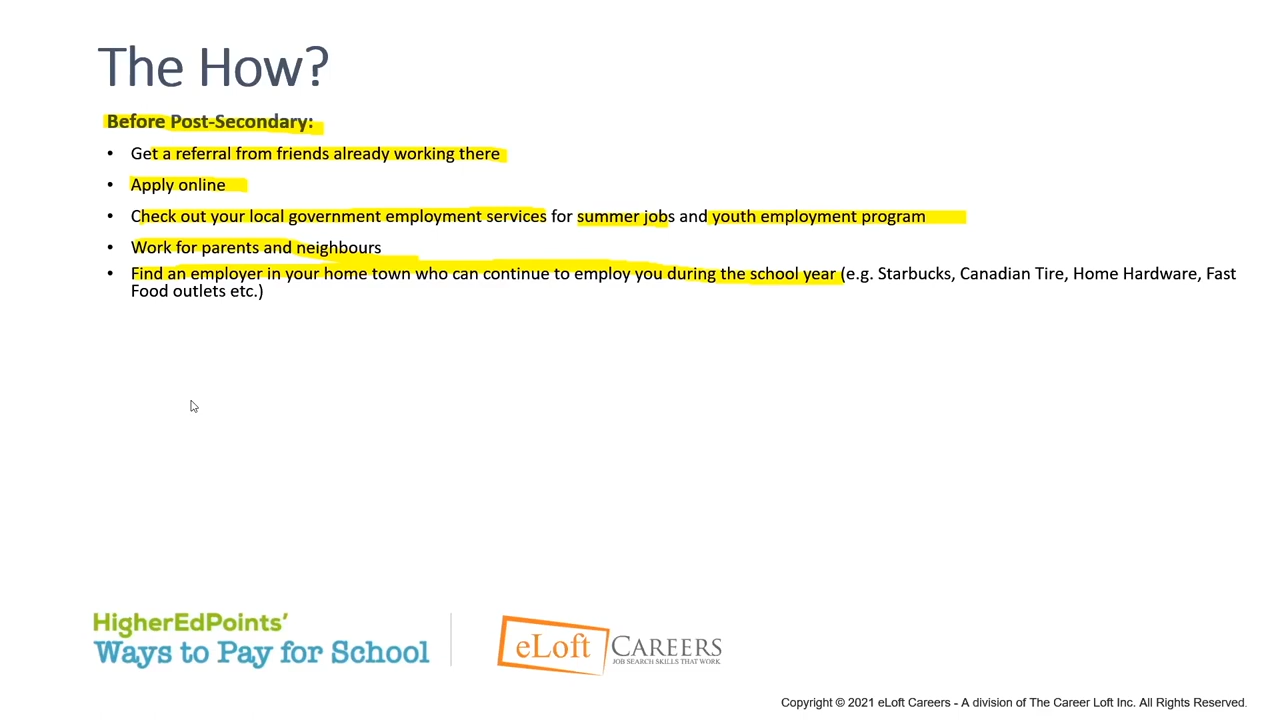 The How?
Before Post-Secondary:
• Get a referral from friends already working there
• Apply online
• Check out your local government employment services for summer jobs and youth employment program
• Work for parents and neighbours
• Find an employer in your home town who can continue to employ you during the school year (e.g. Starbucks, Canadian Tire, Home Hardware, Fast
Food outlets etc.)
HigherEdPoints’
Ways to Pay for School
eLoft CAREERS
JOB SEARCH SKILLS THAT WORK
Copyright © 2021 eLoft Careers - A division of The Career Loft Inc. All Rights Reserved.